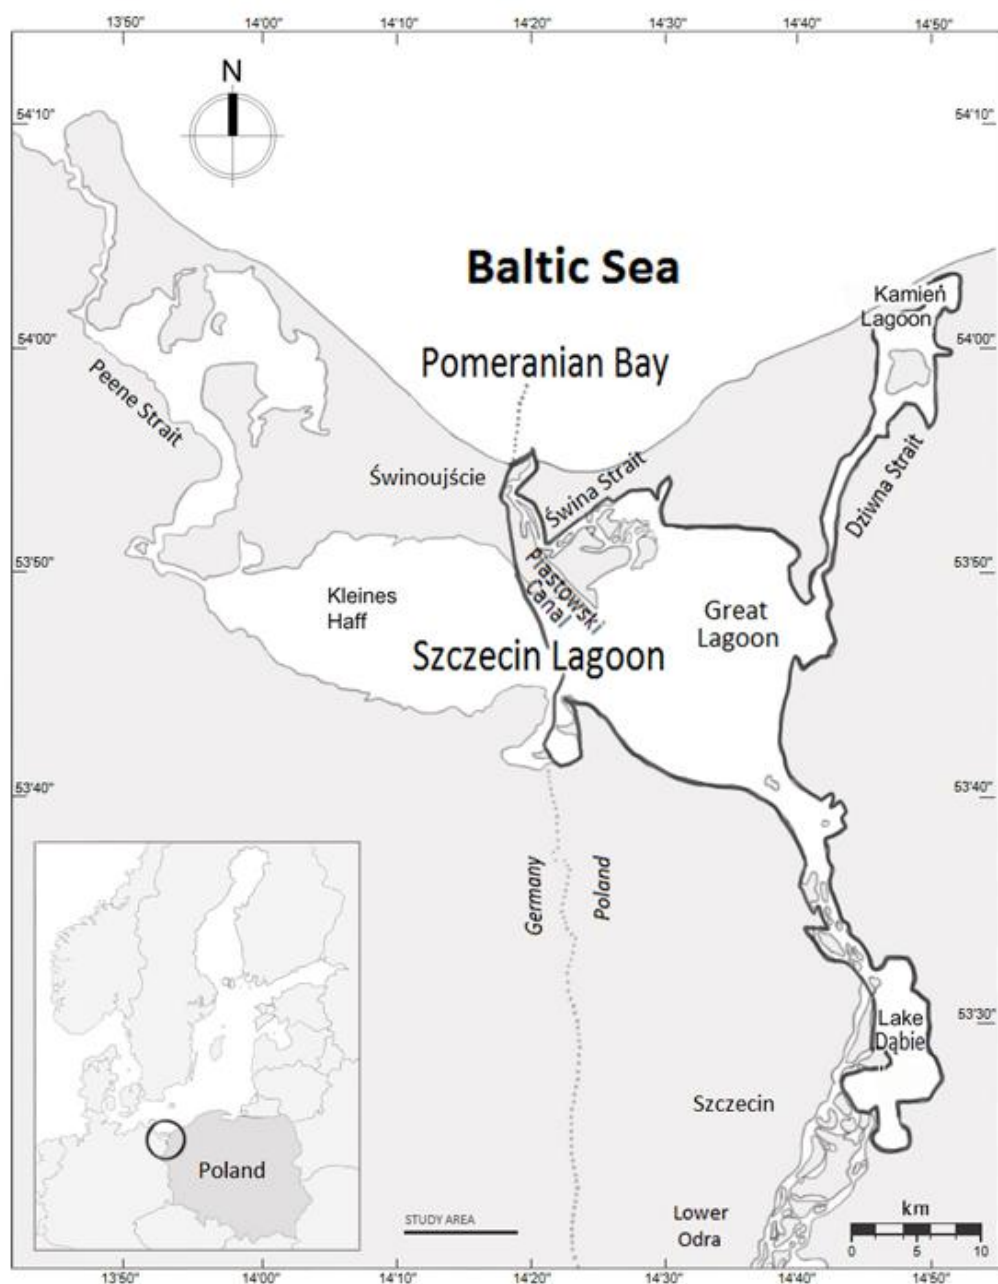 13'50" 14'00" 14'10" 14'20" 14'30" 14'40" 14'50"
N
54'10" 54'10"
Baltic Sea
Kamień
Lagoon
54'00" 54'00"
Pomeranian Bay
Peene Strait
Świnoujście
Świna Strait
Dziwna Strait
53'50" 53'50"
Piastowski
Canal
Kleines
Haff
Great
Lagoon
Szczecin Lagoon
53'40" 53'40"
Germany
Poland
53'30"
Lake
Dąbie
Szczecin
Poland
Lower
Odra
STUDY AREA
km
0 5 10
13'50" 14'00" 14'10" 14'20" 14'30" 14'40" 14'50"